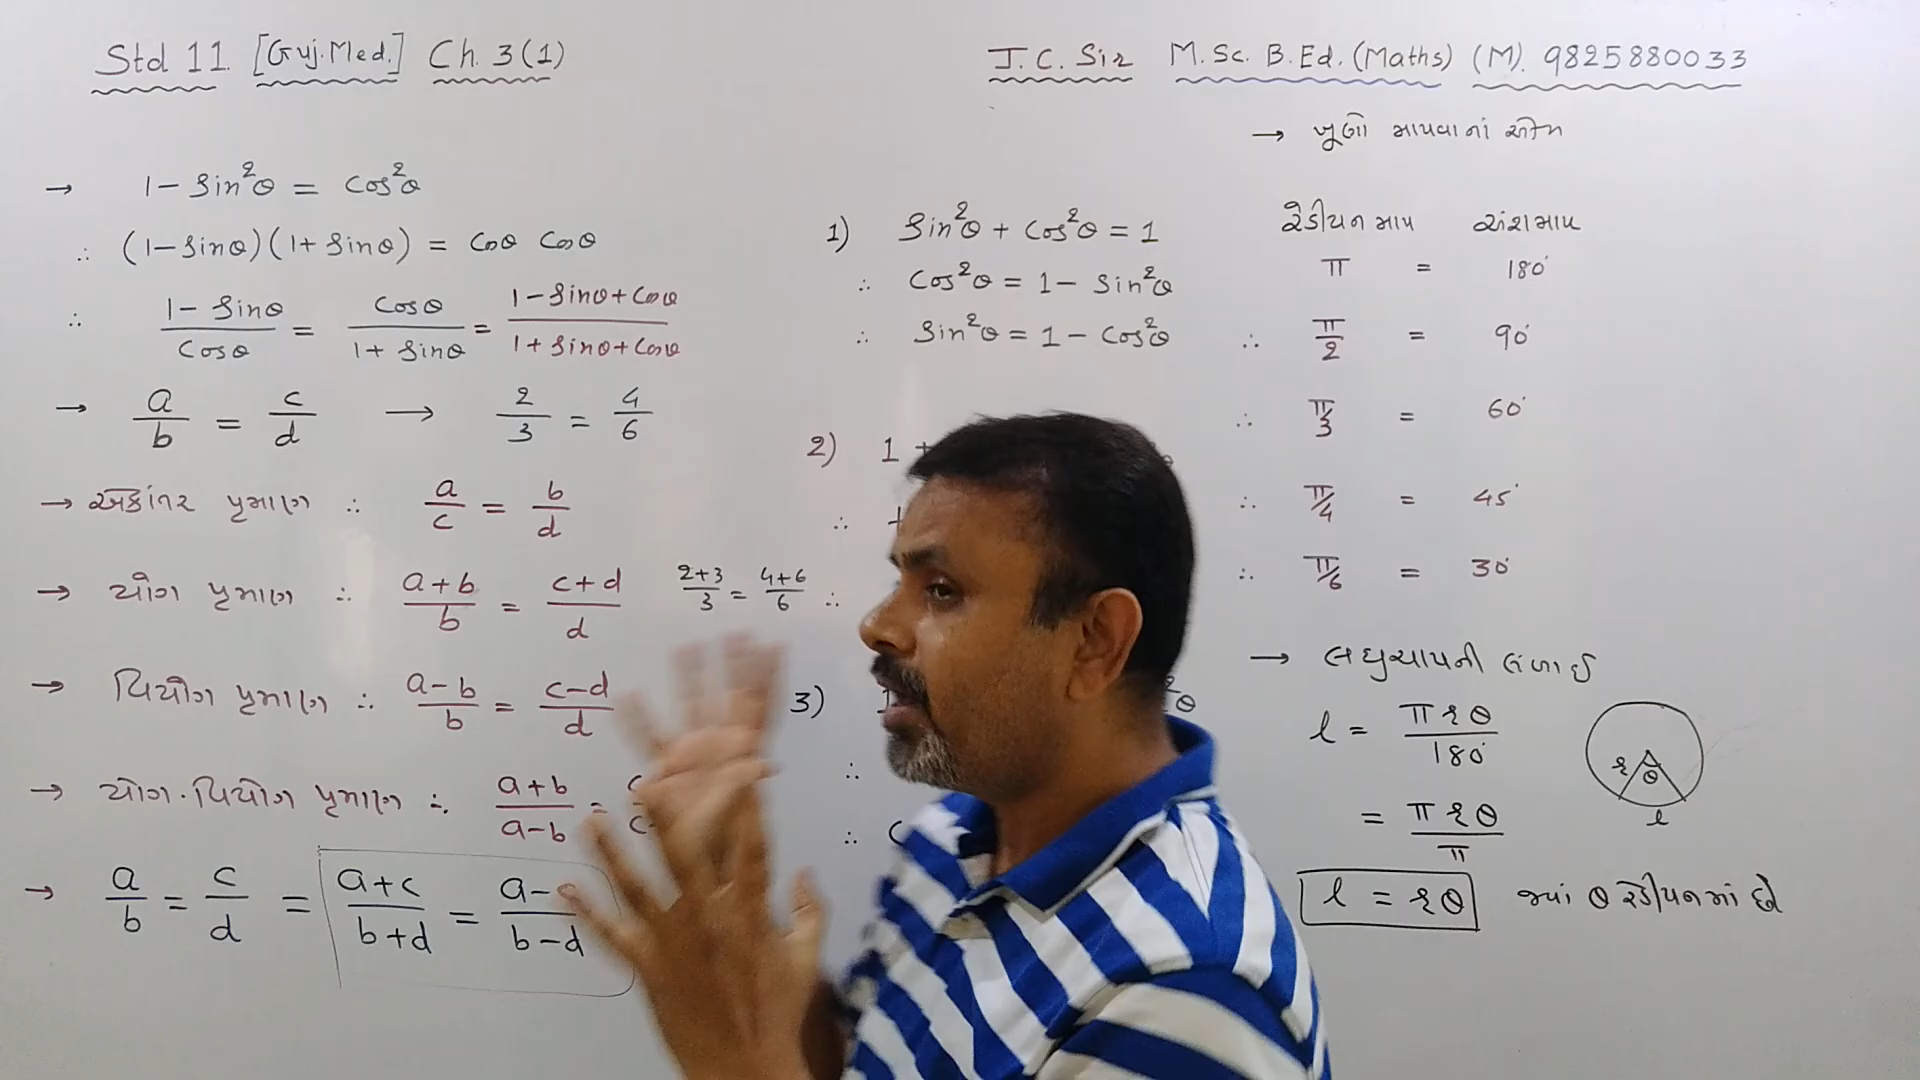 Std 11. [Guj. Med.] Ch. 3(1)
J. C. Sir M. Sc. B. Ed. (Maths) (M). 9825880033
→ 1 - Sin²θ = Cos²θ
∴ (1 - Sinθ)(1 + Sinθ) = Cosθ Cosθ
∴ (1 - Sinθ)/Cosθ = Cosθ/(1 + Sinθ) = (1 - Sinθ + Cosθ)/(1 + Sinθ + Cosθ)
→ a/b = c/d → 2/3 = 4/6
→ એકાંતર પ્રમાણ ∴ a/c = b/d
→ યોગ પ્રમાણ ∴ (a+b)/b = (c+d)/d (2+3)/3 = (4+6)/6
→ વિયોગ પ્રમાણ ∴ (a-b)/b = (c-d)/d
→ યોગ.વિયોગ પ્રમાણ ∴ (a+b)/(a-b) =
→ a/b = c/d = (a+c)/(b+d) = (a-c)/(b-d)
1) Sin²θ + Cos²θ = 1
∴ Cos²θ = 1 - Sin²θ
∴ Sin²θ = 1 - Cos²θ
2) 1 +
∴
∴
3) 1
∴
∴
→ ખૂણો માપવાનાં એકમ
રેડીયન માપ અંશમાપ
π = 180°
∴ π/2 = 90°
∴ π/3 = 60°
∴ π/4 = 45°
∴ π/6 = 30°
→ લઘુચાપની લંબાઈ
l = πrθ/180°
= πrθ/π
l = rθ જ્યાં θ રેડીયનમાં છે
r θ
l